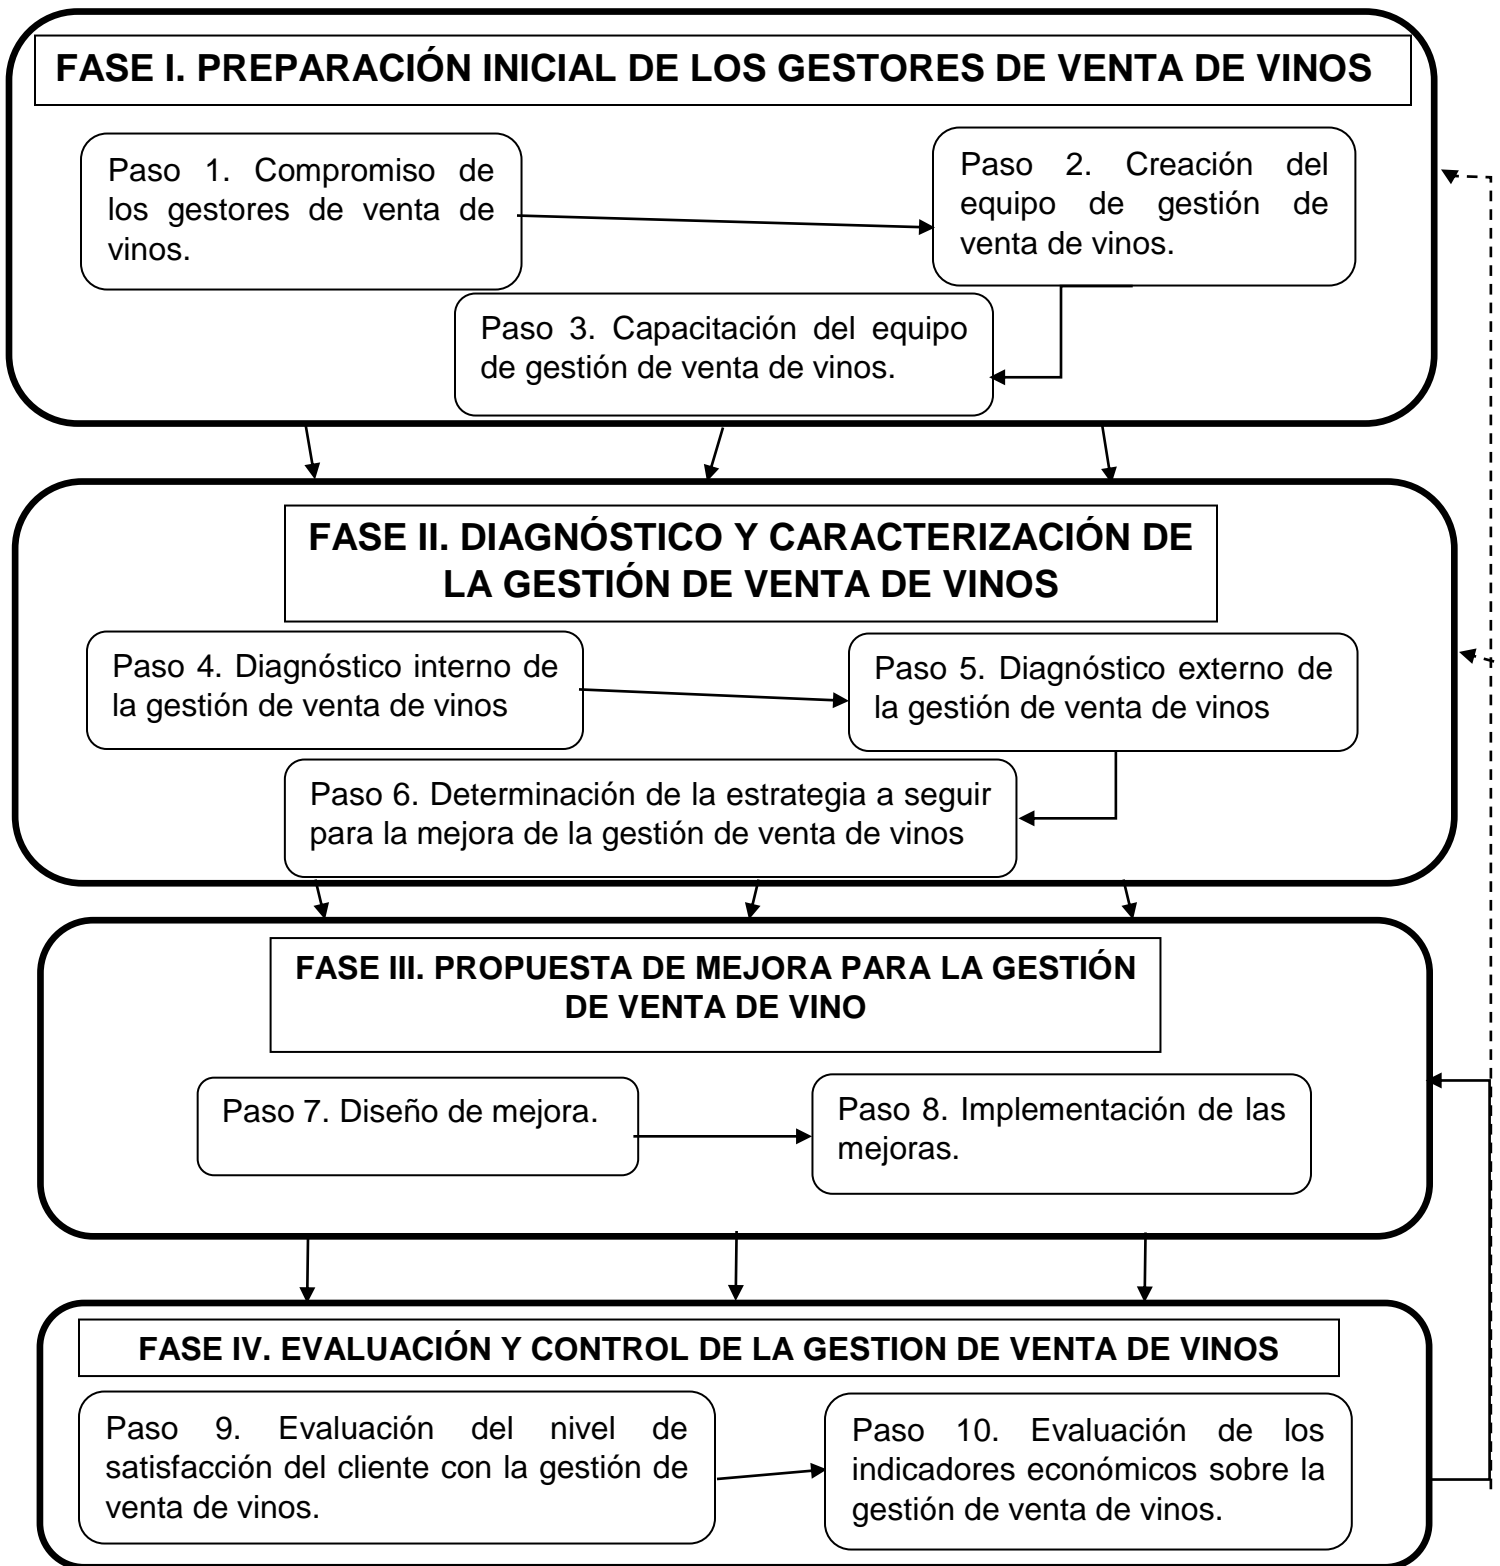 FASE I. PREPARACIÓN INICIAL DE LOS GESTORES DE VENTA DE VINOS
Paso 1. Compromiso de
los gestores de venta de
vinos.
Paso 2. Creación del
equipo de gestión de
venta de vinos.
Paso 3. Capacitación del equipo
de gestión de venta de vinos.
FASE II. DIAGNÓSTICO Y CARACTERIZACIÓN DE
LA GESTIÓN DE VENTA DE VINOS
Paso 4. Diagnóstico interno de
la gestión de venta de vinos
Paso 5. Diagnóstico externo de
la gestión de venta de vinos
Paso 6. Determinación de la estrategia a seguir
para la mejora de la gestión de venta de vinos
FASE III. PROPUESTA DE MEJORA PARA LA GESTIÓN
DE VENTA DE VINO
Paso 7. Diseño de mejora.
Paso 8. Implementación de las
mejoras.
FASE IV. EVALUACIÓN Y CONTROL DE LA GESTION DE VENTA DE VINOS
Paso 9. Evaluación del nivel de
satisfacción del cliente con la gestión de
venta de vinos.
Paso 10. Evaluación de los
indicadores económicos sobre la
gestión de venta de vinos.